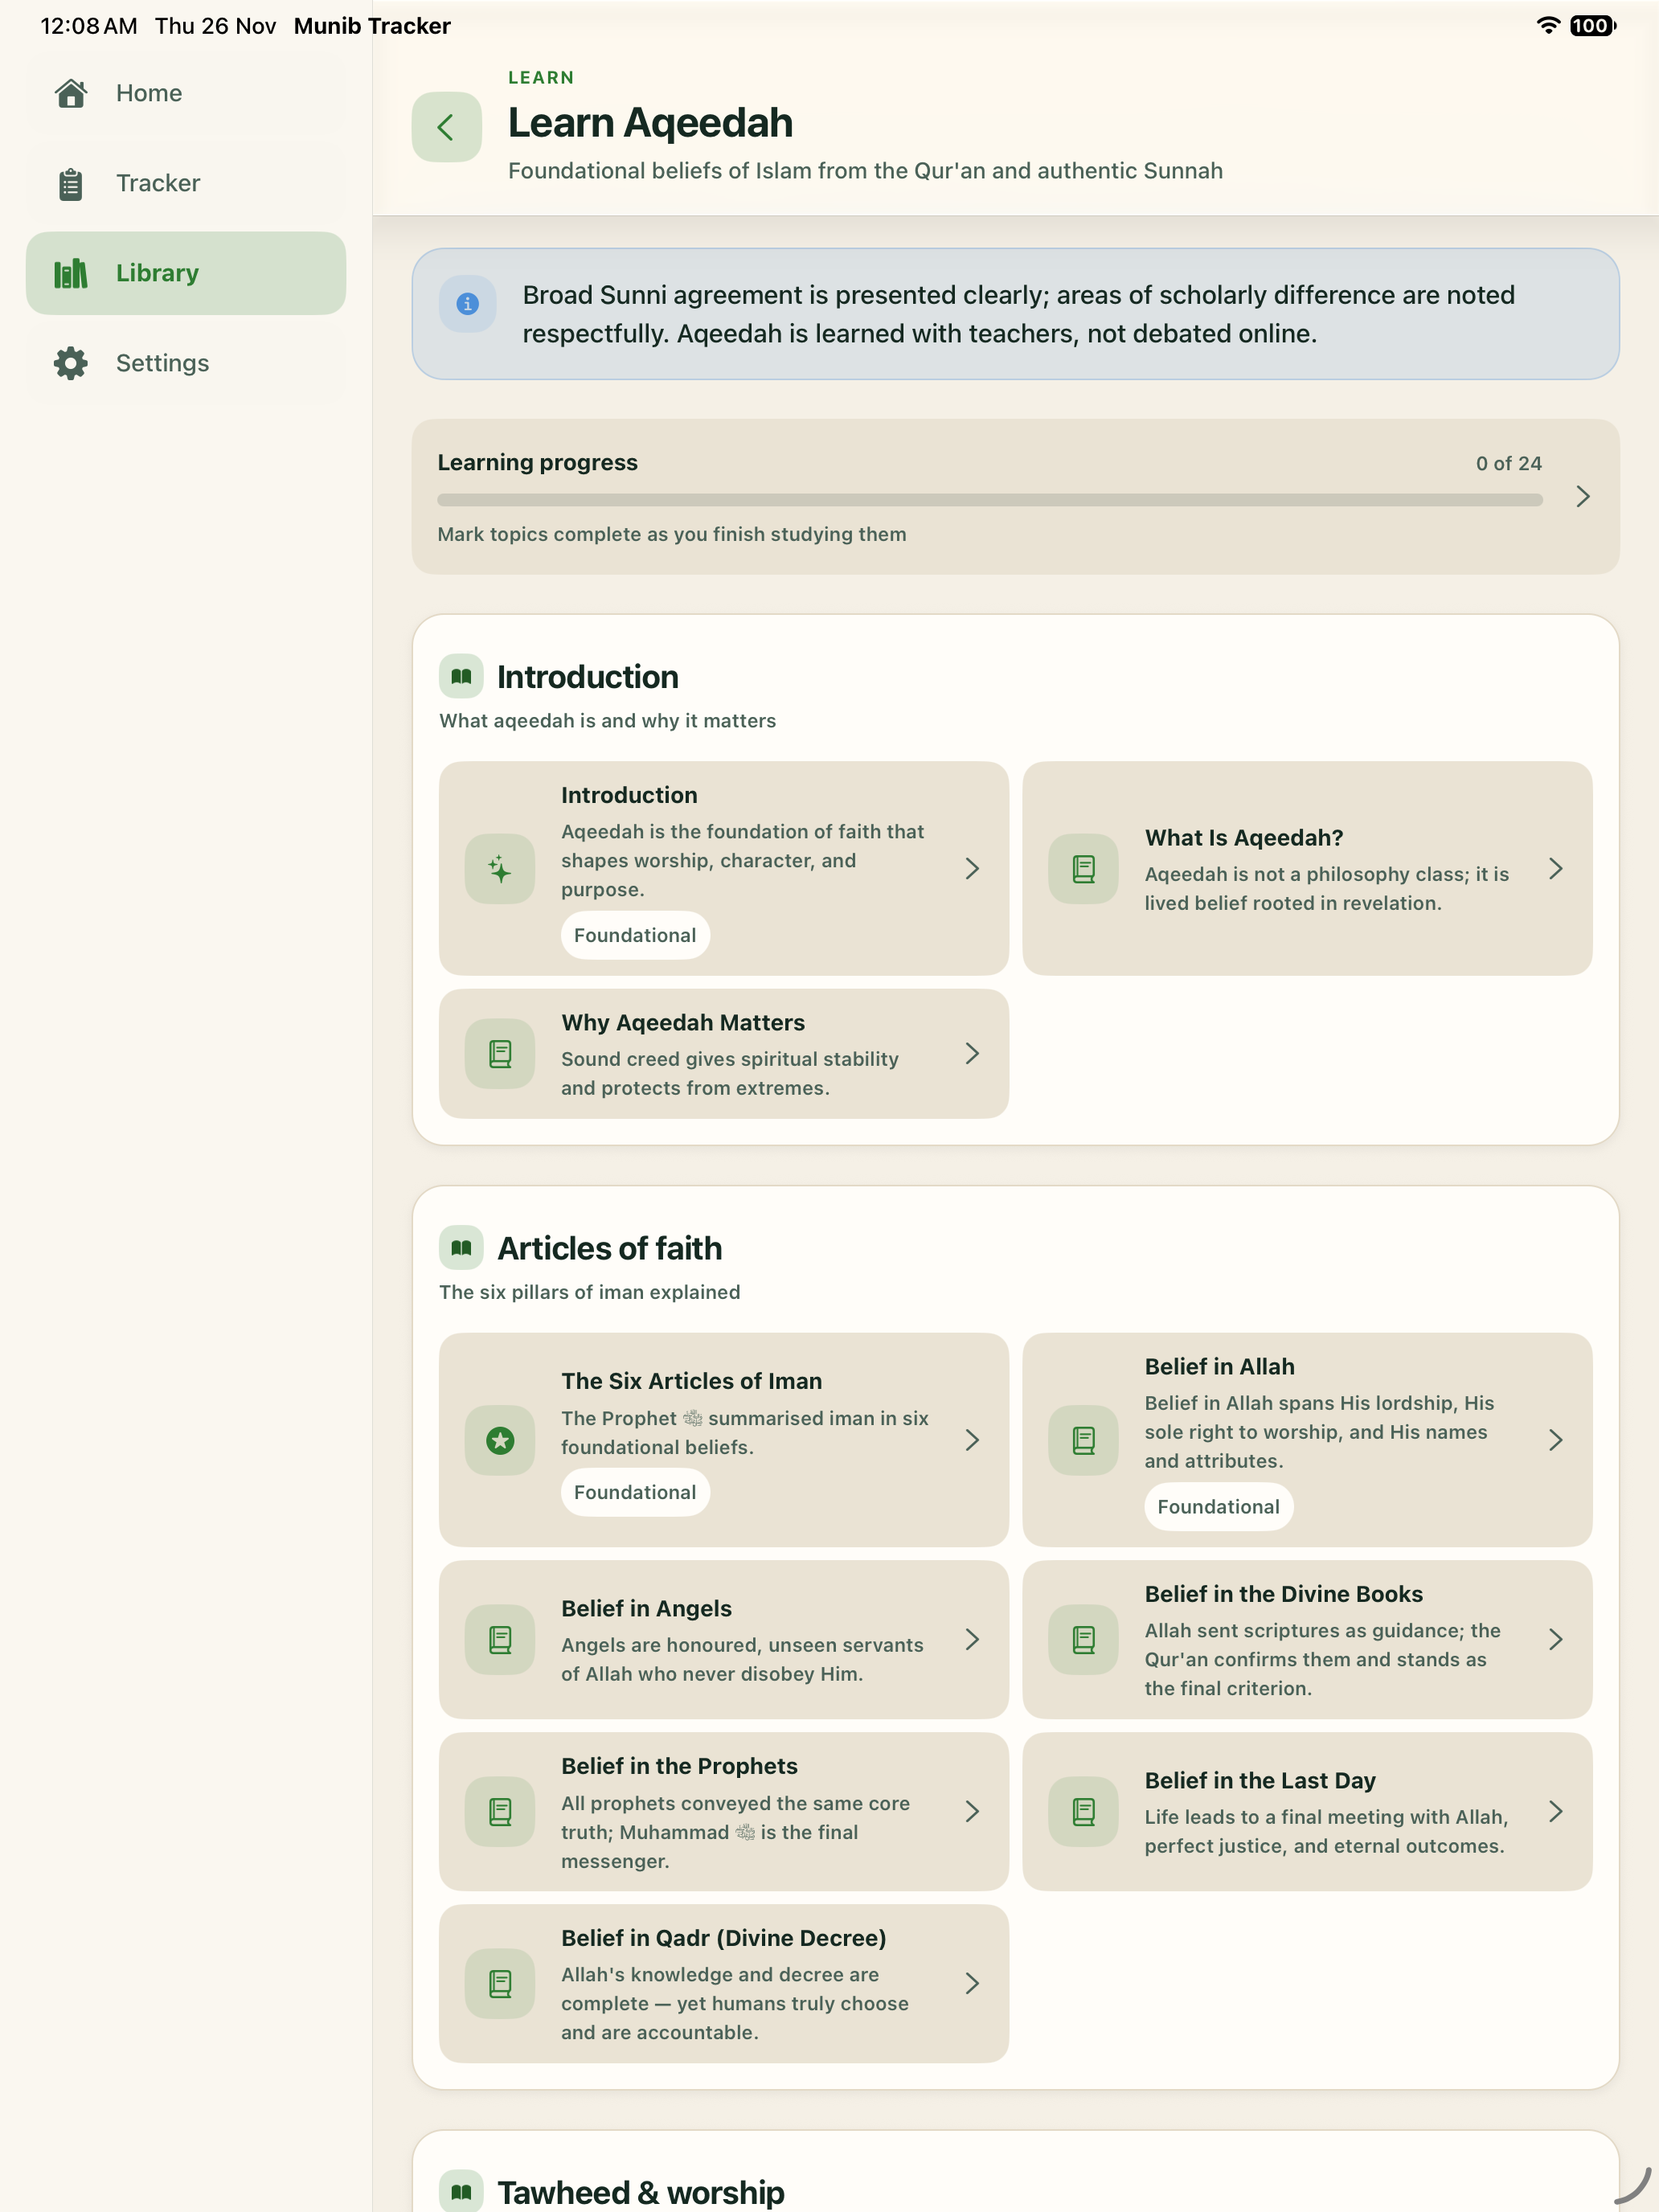 12:08 AM Thu 26 Nov Munib Tracker
100
Home
Tracker
Library
Settings
LEARN
Learn Aqeedah
Foundational beliefs of Islam from the Qur'an and authentic Sunnah
Broad Sunni agreement is presented clearly; areas of scholarly difference are noted
respectfully. Aqeedah is learned with teachers, not debated online.
Learning progress
0 of 24
Mark topics complete as you finish studying them
Introduction
What aqeedah is and why it matters
Introduction
Aqeedah is the foundation of faith that
shapes worship, character, and
purpose.
Foundational
What Is Aqeedah?
Aqeedah is not a philosophy class; it is
lived belief rooted in revelation.
Why Aqeedah Matters
Sound creed gives spiritual stability
and protects from extremes.
Articles of faith
The six pillars of iman explained
The Six Articles of Iman
The Prophet ﷺ summarised iman in six
foundational beliefs.
Foundational
Belief in Allah
Belief in Allah spans His lordship, His
sole right to worship, and His names
and attributes.
Foundational
Belief in Angels
Angels are honoured, unseen servants
of Allah who never disobey Him.
Belief in the Divine Books
Allah sent scriptures as guidance; the
Qur'an confirms them and stands as
the final criterion.
Belief in the Prophets
All prophets conveyed the same core
truth; Muhammad ﷺ is the final
messenger.
Belief in the Last Day
Life leads to a final meeting with Allah,
perfect justice, and eternal outcomes.
Belief in Qadr (Divine Decree)
Allah's knowledge and decree are
complete — yet humans truly choose
and are accountable.
Tawheed & worship